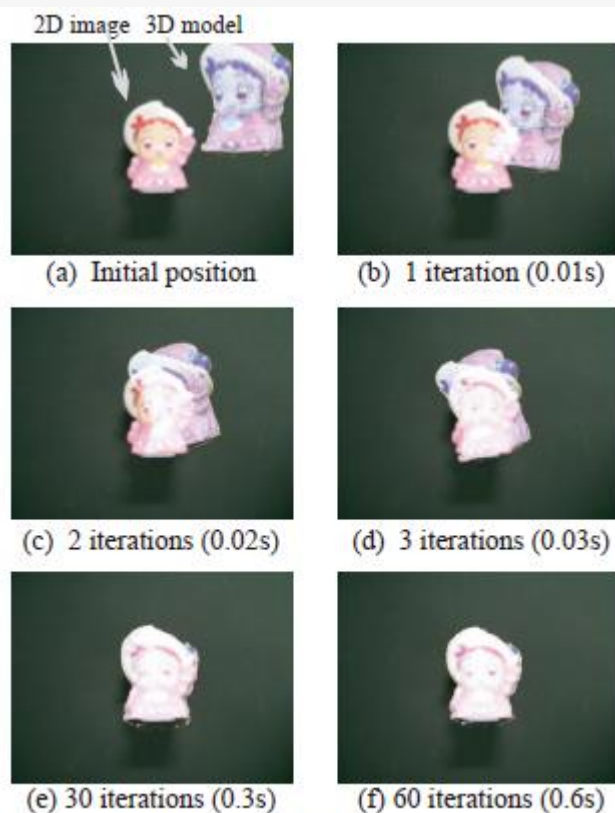 2D image 3D model
(a) Initial position
(b) 1 iteration (0.01s)
(c) 2 iterations (0.02s)
(d) 3 iterations (0.03s)
(e) 30 iterations (0.3s)
(f) 60 iterations (0.6s)